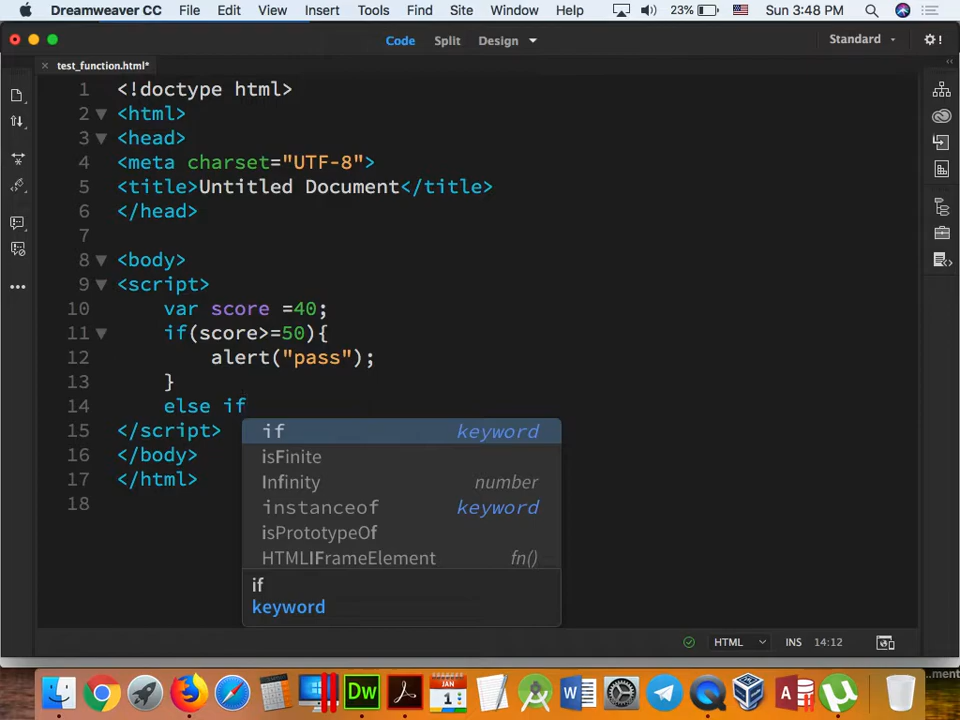 Dreamweaver CC File Edit View Insert Tools Find Site Window Help 23% Sun 3:48 PM
Code Split Design Standard
test_function.html*
1 <!doctype html>
2 <html>
3 <head>
4 <meta charset="UTF-8">
5 <title>Untitled Document</title>
6 </head>
7
8 <body>
9 <script>
10 var score =40;
11 if(score>=50){
12 alert("pass");
13 }
14 else if
15 </script>
16 </body>
17 </html>
18
if keyword
isFinite
Infinity number
instanceof keyword
isPrototypeOf
HTMLIFrameElement fn()
if
keyword
HTML INS 14:12
...ment
Dw JAN 1 W A